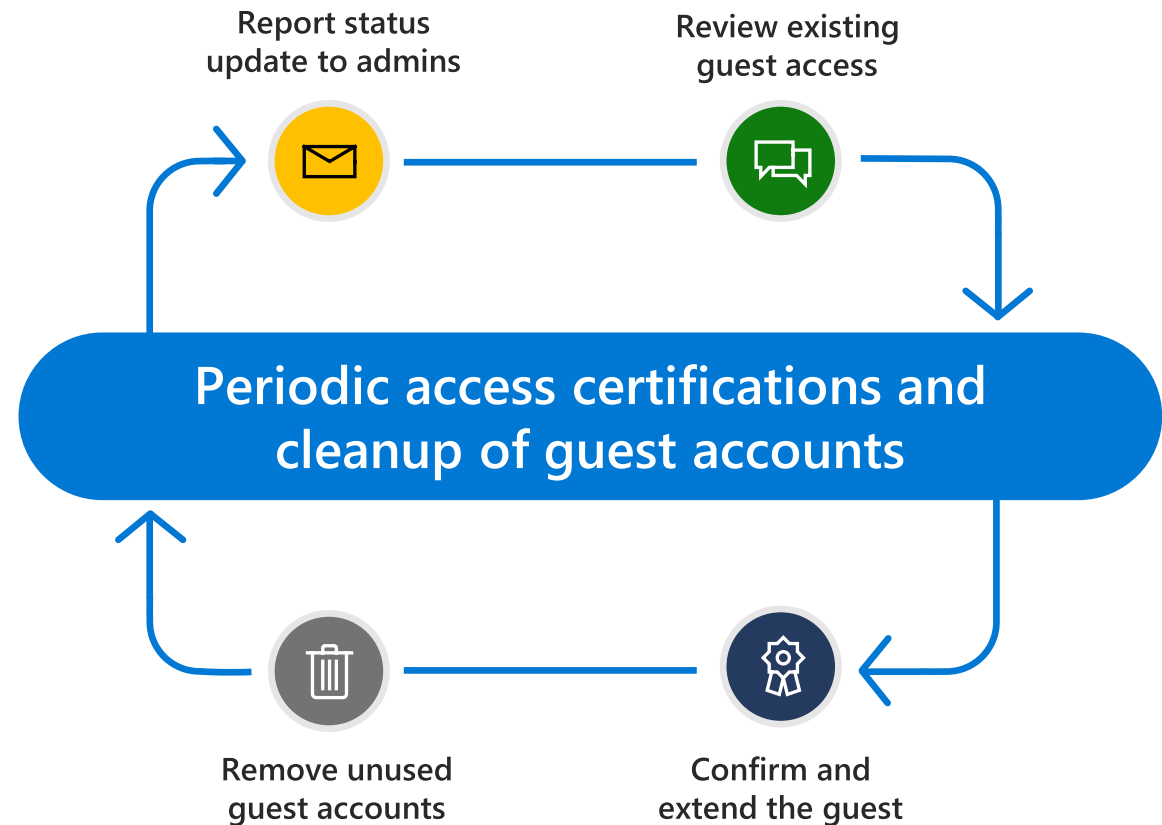 Report status
update to admins
Review existing
guest access
Periodic access certifications and
cleanup of guest accounts
Remove unused
guest accounts
Confirm and
extend the guest